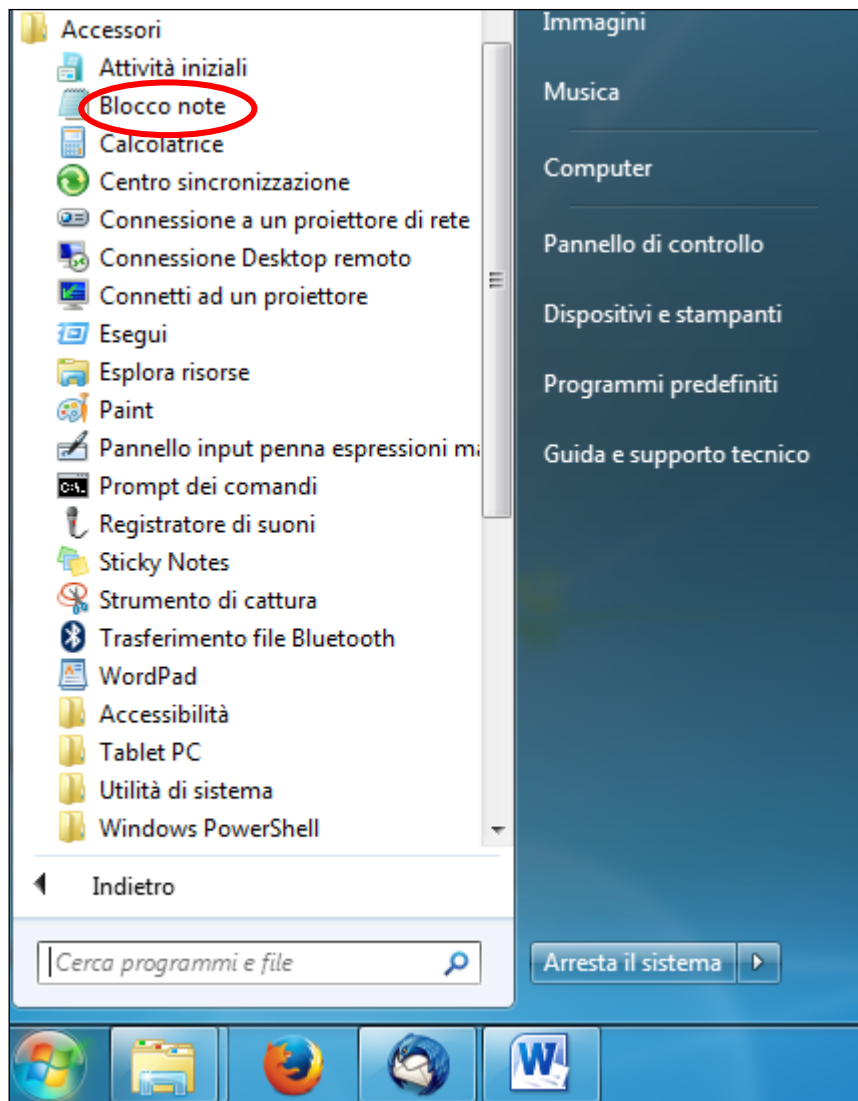 Accessori
Attività iniziali
Blocco note
Calcolatrice
Centro sincronizzazione
Connessione a un proiettore di rete
Connessione Desktop remoto
Connetti ad un proiettore
Esegui
Esplora risorse
Paint
Pannello input penna espressioni ma
Prompt dei comandi
Registratore di suoni
Sticky Notes
Strumento di cattura
Trasferimento file Bluetooth
WordPad
Accessibilità
Tablet PC
Utilità di sistema
Windows PowerShell
Indietro
Cerca programmi e file
Immagini
Musica
Computer
Pannello di controllo
Dispositivi e stampanti
Programmi predefiniti
Guida e supporto tecnico
Arresta il sistema